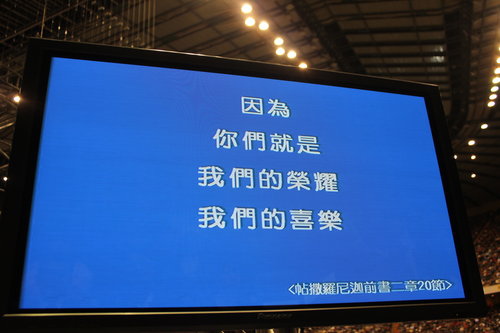 因為
你們就是
我們的榮耀
我們的喜樂
<帖撒羅尼迦前書二章20節>